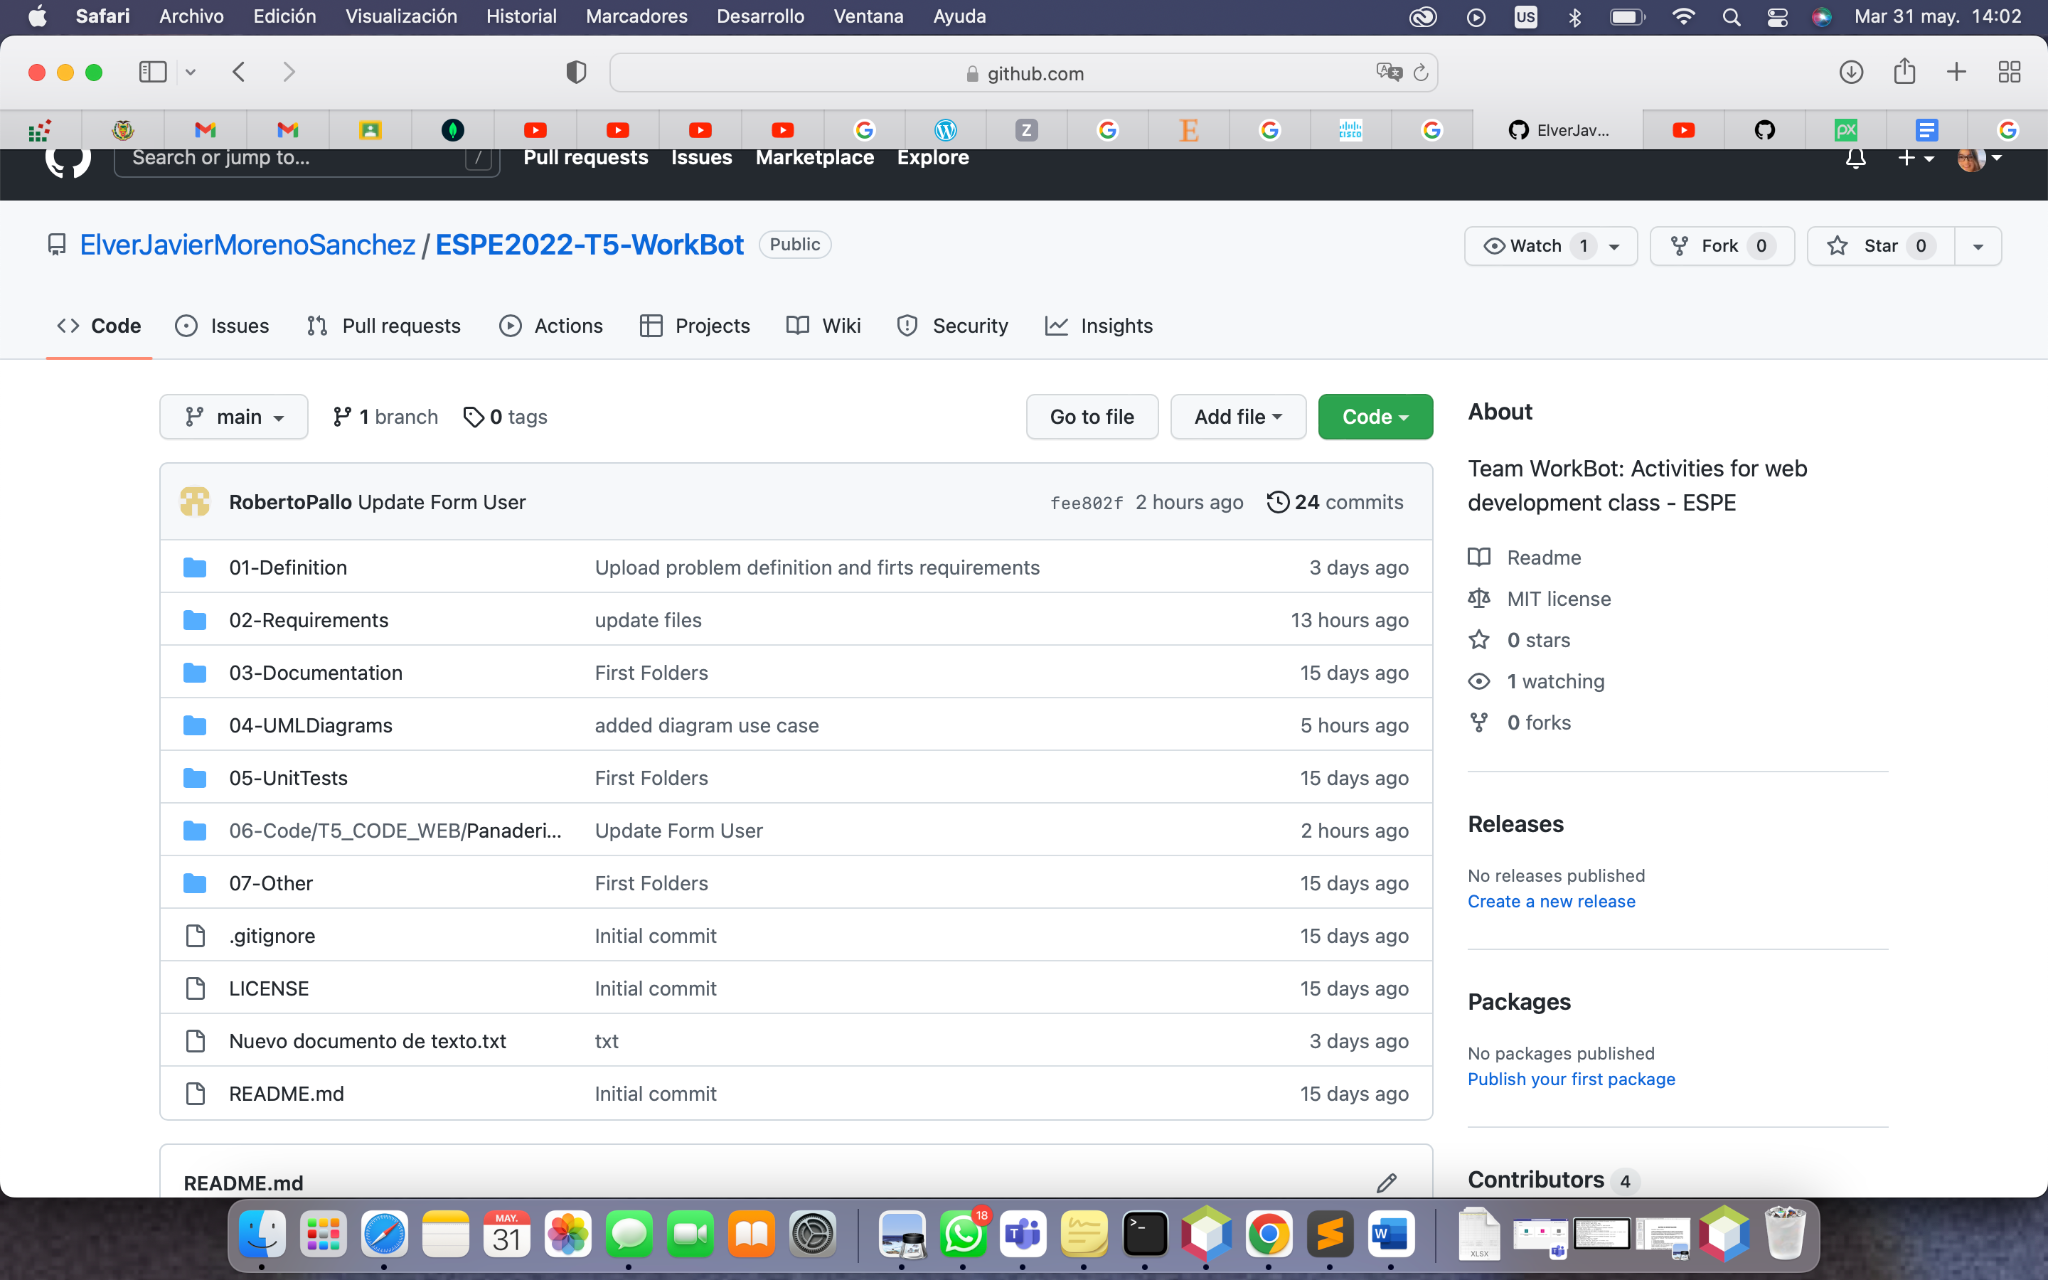 Safari Archivo Edición Visualización Historial Marcadores Desarrollo Ventana Ayuda US Mar 31 may. 14:02
github.com
Z E CISCO ElverJav... px
Search or jump to... / Pull requests Issues Marketplace Explore
ElverJavierMorenoSanchez / ESPE2022-T5-WorkBot Public Watch 1 Fork 0 Star 0
Code Issues Pull requests Actions Projects Wiki Security Insights
main 1 branch 0 tags Go to file Add file Code
RobertoPallo Update Form User fee802f 2 hours ago 24 commits
01-Definition Upload problem definition and firts requirements 3 days ago
02-Requirements update files 13 hours ago
03-Documentation First Folders 15 days ago
04-UMLDiagrams added diagram use case 5 hours ago
05-UnitTests First Folders 15 days ago
06-Code/T5_CODE_WEB/Panaderi... Update Form User 2 hours ago
07-Other First Folders 15 days ago
.gitignore Initial commit 15 days ago
LICENSE Initial commit 15 days ago
Nuevo documento de texto.txt txt 3 days ago
README.md Initial commit 15 days ago
README.md
About
Team WorkBot: Activities for web
development class - ESPE
Readme
MIT license
0 stars
1 watching
0 forks
Releases
No releases published
Create a new release
Packages
No packages published
Publish your first package
Contributors 4
MAY.
31
18
T
>_
W
XLSX